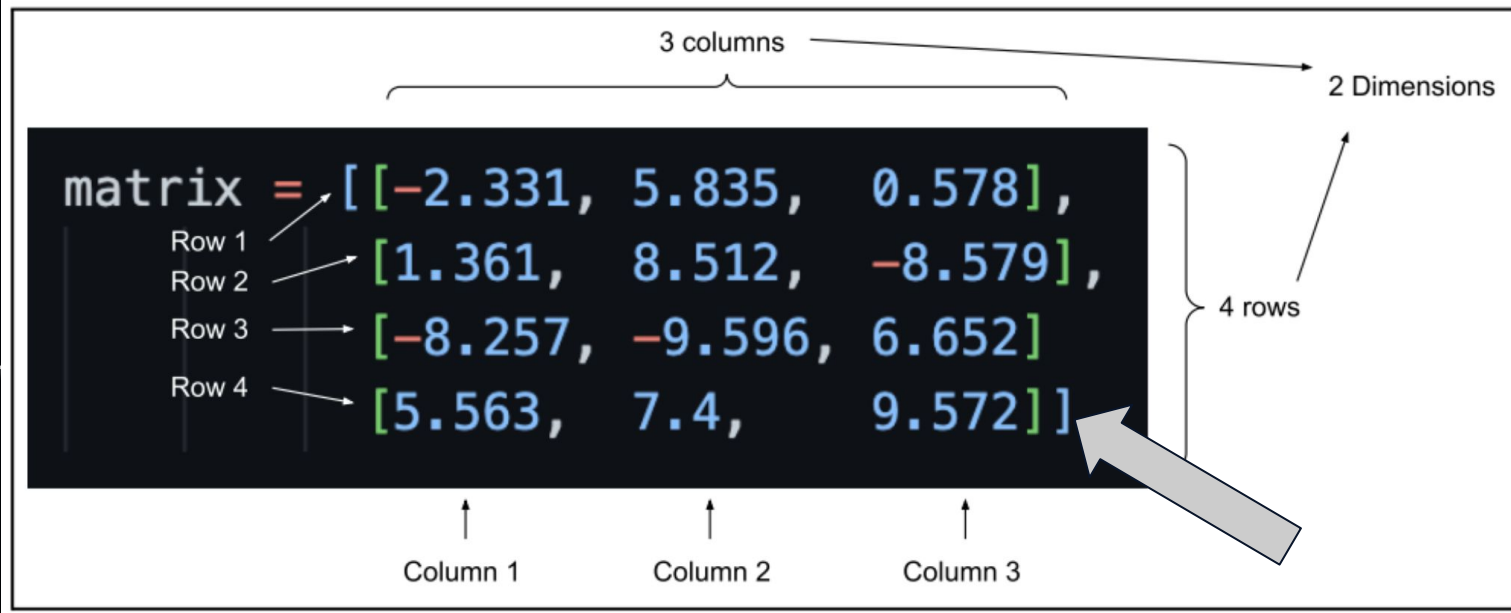 3 columns
2 Dimensions
matrix = [[-2.331, 5.835, 0.578],
Row 1
[1.361, 8.512, -8.579],
Row 2
4 rows
[-8.257, -9.596, 6.652]
Row 3
Row 4
[5.563, 7.4, 9.572]]
Column 1
Column 2
Column 3